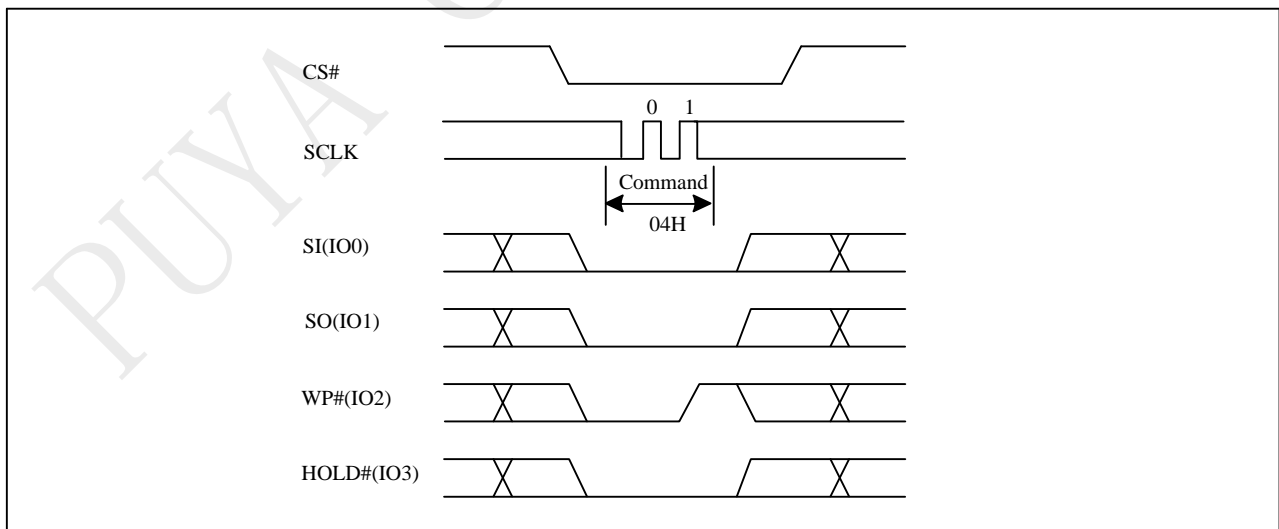 CS#
0 1
SCLK
Command
04H
SI(IO0)
SO(IO1)
WP#(IO2)
HOLD#(IO3)
PUYA